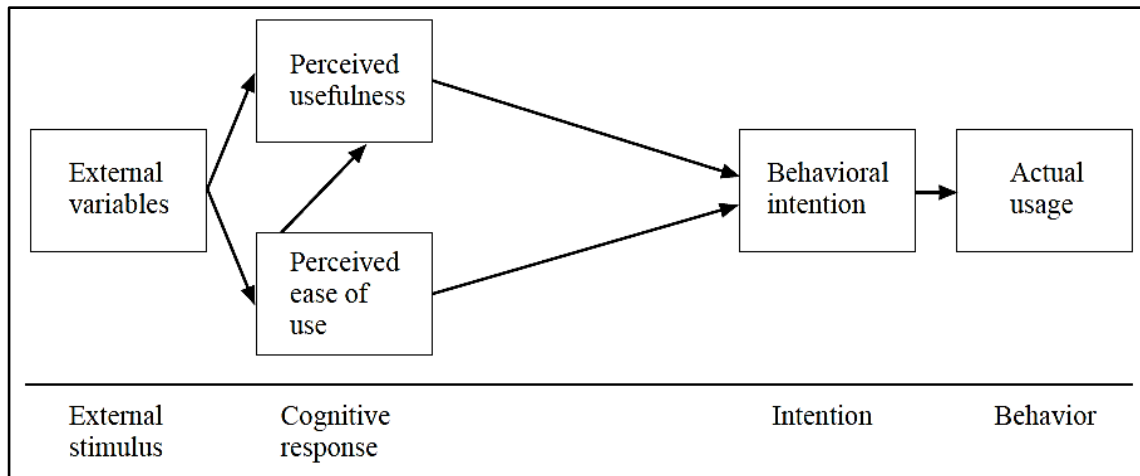 Perceived
usefulness
External
variables
Behavioral
intention
Actual
usage
Perceived
ease of
use
External
stimulus
Cognitive
response
Intention
Behavior